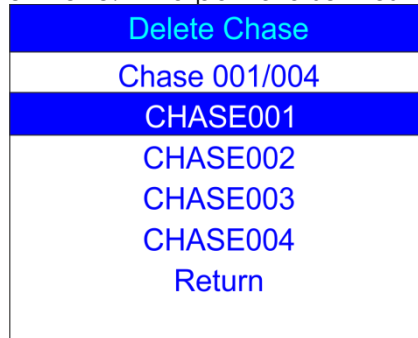 Delete Chase
Chase 001/004
CHASE001
CHASE002
CHASE003
CHASE004
Return